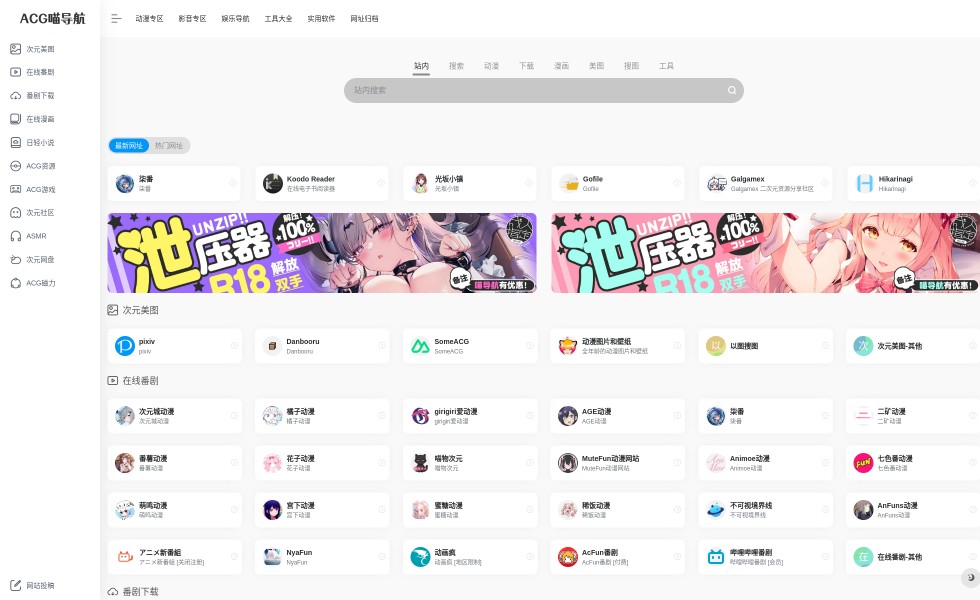 ACG喵导航
动漫专区 影音专区 娱乐导航 工具大全 实用软件 网址归档
次元美图
在线番剧
番剧下载
在线漫画
日轻小说
ACG资源
ACG游戏
次元社区
ASMR
次元网盘
ACG磁力
网站投稿
站内 搜索 动漫 下载 漫画 美图 搜图 工具
站内搜索
最新网址 热门网址
柒番
柒番
Koodo Reader
在线电子书阅读器
光坂小镇
光坂小镇
Gofile
Gofile
Galgamex
Galgamex 二次元资源分享社区
Hikarinagi
Hikarinagi
UNZIP!!
泄压器
解压!
100%
フリー!!
R18 解放双手
备注
喵导航有优惠!
UNZIP!!
泄压器
解压!
100%
フリー!!
R18 解放双手
备注
喵导航有优惠!
次元美图
pixiv
pixiv
Danbooru
Danbooru
SomeACG
SomeACG
动漫图片和壁纸
全年龄的动漫图片和壁纸
以
以图搜图
次
次元美图-其他
在线番剧
次元城动漫
次元城动漫
橘子动漫
橘子动漫
girigiri爱动漫
girigiri爱动漫
AGE动漫
AGE动漫
柒番
柒番
二矿动漫
二矿动漫
番薯动漫
番薯动漫
花子动漫
花子动漫
喵物次元
喵物次元
MuteFun动漫网站
MuteFun动漫网站
Animoe动漫
Animoe动漫
FUN
七色番动漫
七色番动漫
萌鸣动漫
萌鸣动漫
宫下动漫
宫下动漫
蜜糖动漫
蜜糖动漫
稀饭动漫
稀饭动漫
不可视境界线
不可视境界线
AnFuns动漫
AnFuns动漫
アニメ新番組
アニメ新番組 [关闭注册]
NyaFun
NyaFun
动画疯
动画疯 [地区限制]
AcFun番剧
AcFun番剧 [付费]
哔哩哔哩番剧
哔哩哔哩番剧 [会员]
在
在线番剧-其他
番剧下载